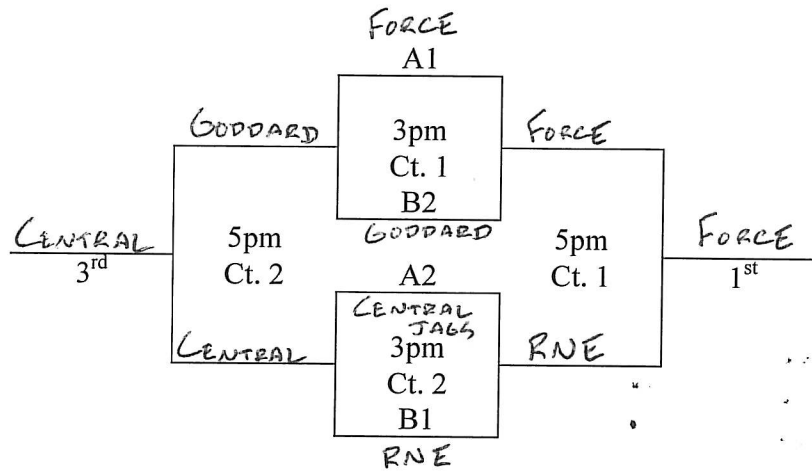 FORCE
A1
GODDARD
3pm
FORCE
Ct. 1
B2
GODDARD
CENTRAL
3rd
5pm
Ct. 2
5pm
Ct. 1
FORCE
1st
A2
CENTRAL
JAGS
CENTRAL
3pm
RNE
Ct. 2
B1
RNE